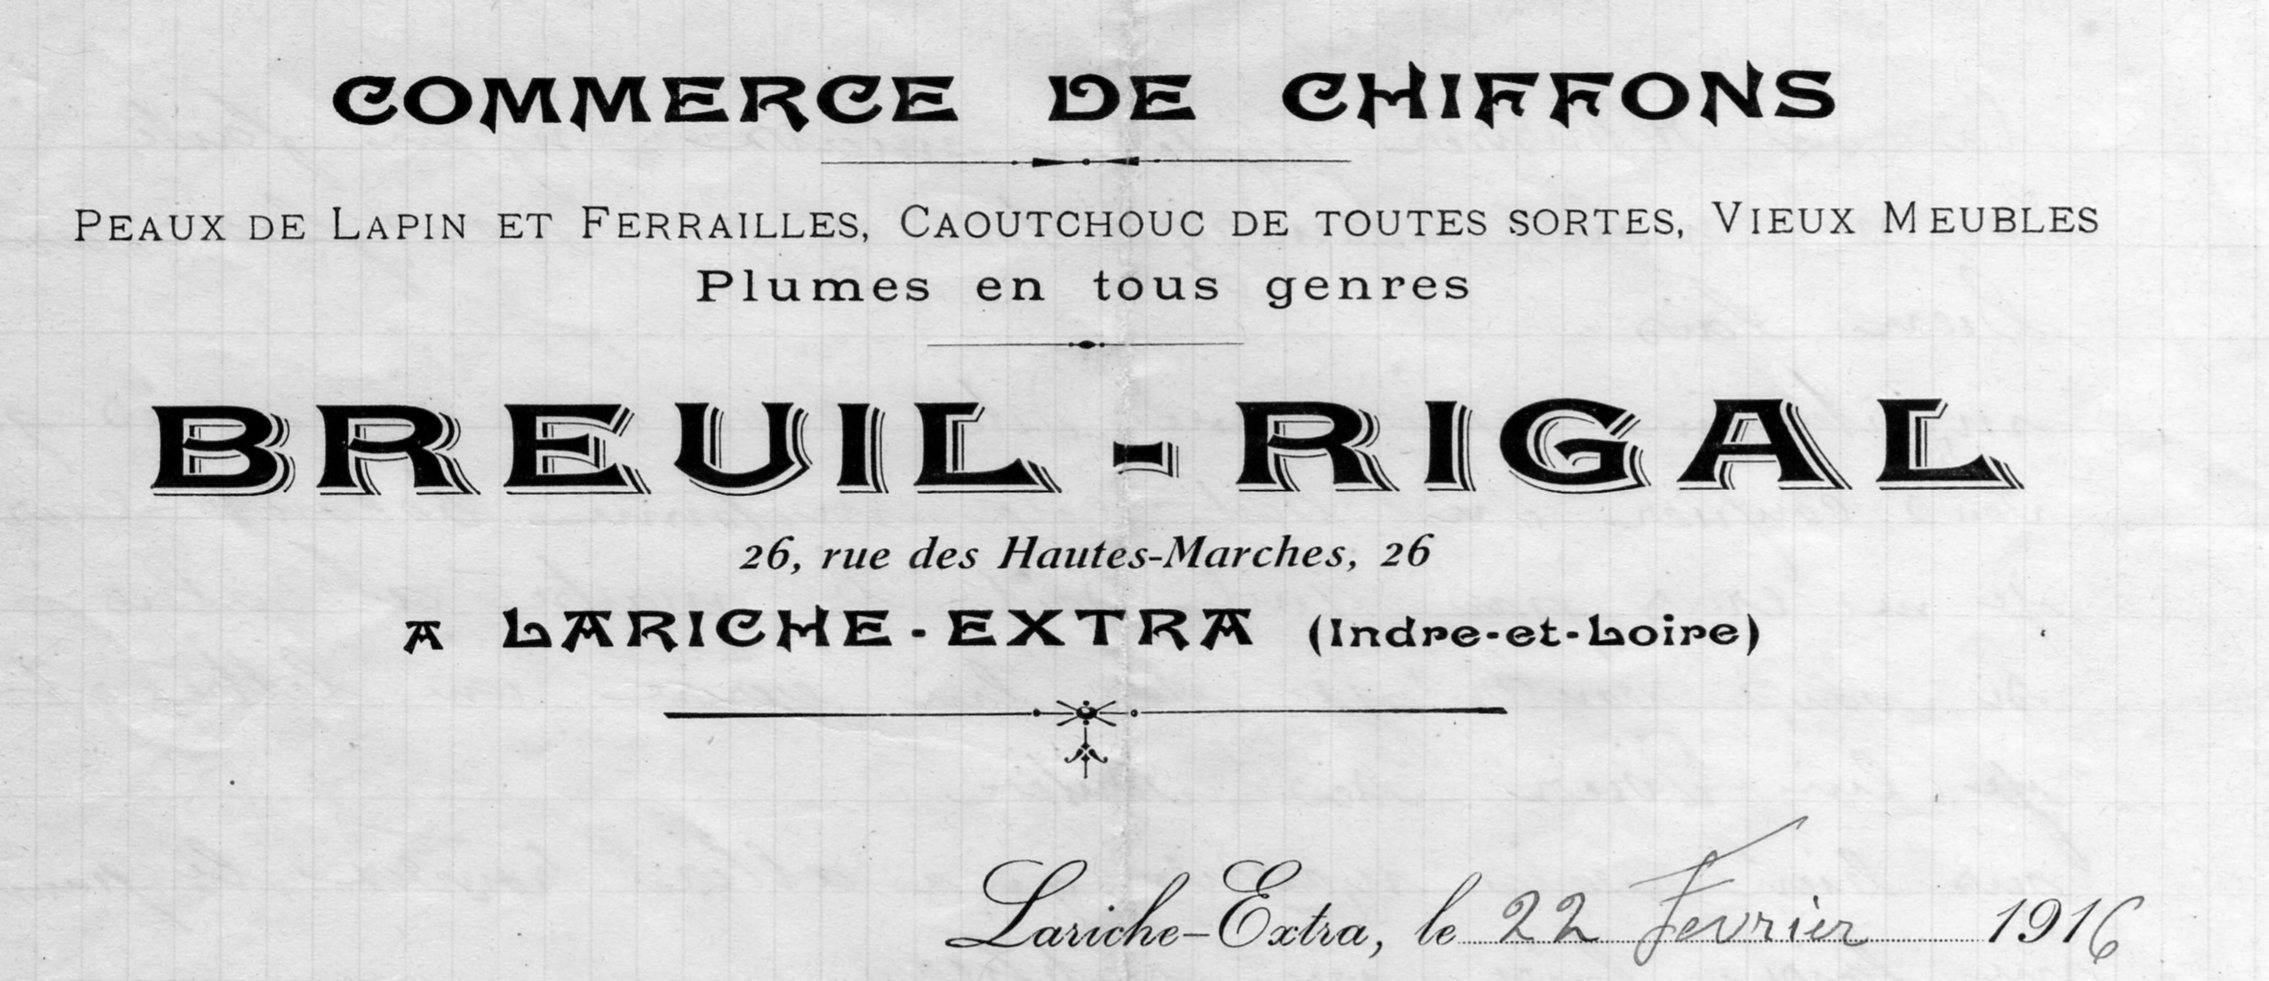 COMMERCE DE CHIFFONS
PEAUX DE LAPIN ET FERRAILLES, CAOUTCHOUC DE TOUTES SORTES, VIEUX MEUBLES
Plumes en tous genres
BREUIL-RIGAL
26, rue des Hautes-Marches, 26
A LARICHE-EXTRA (Indre-et-Loire)
Lariche-Extra, le 22 Fevrier 1916